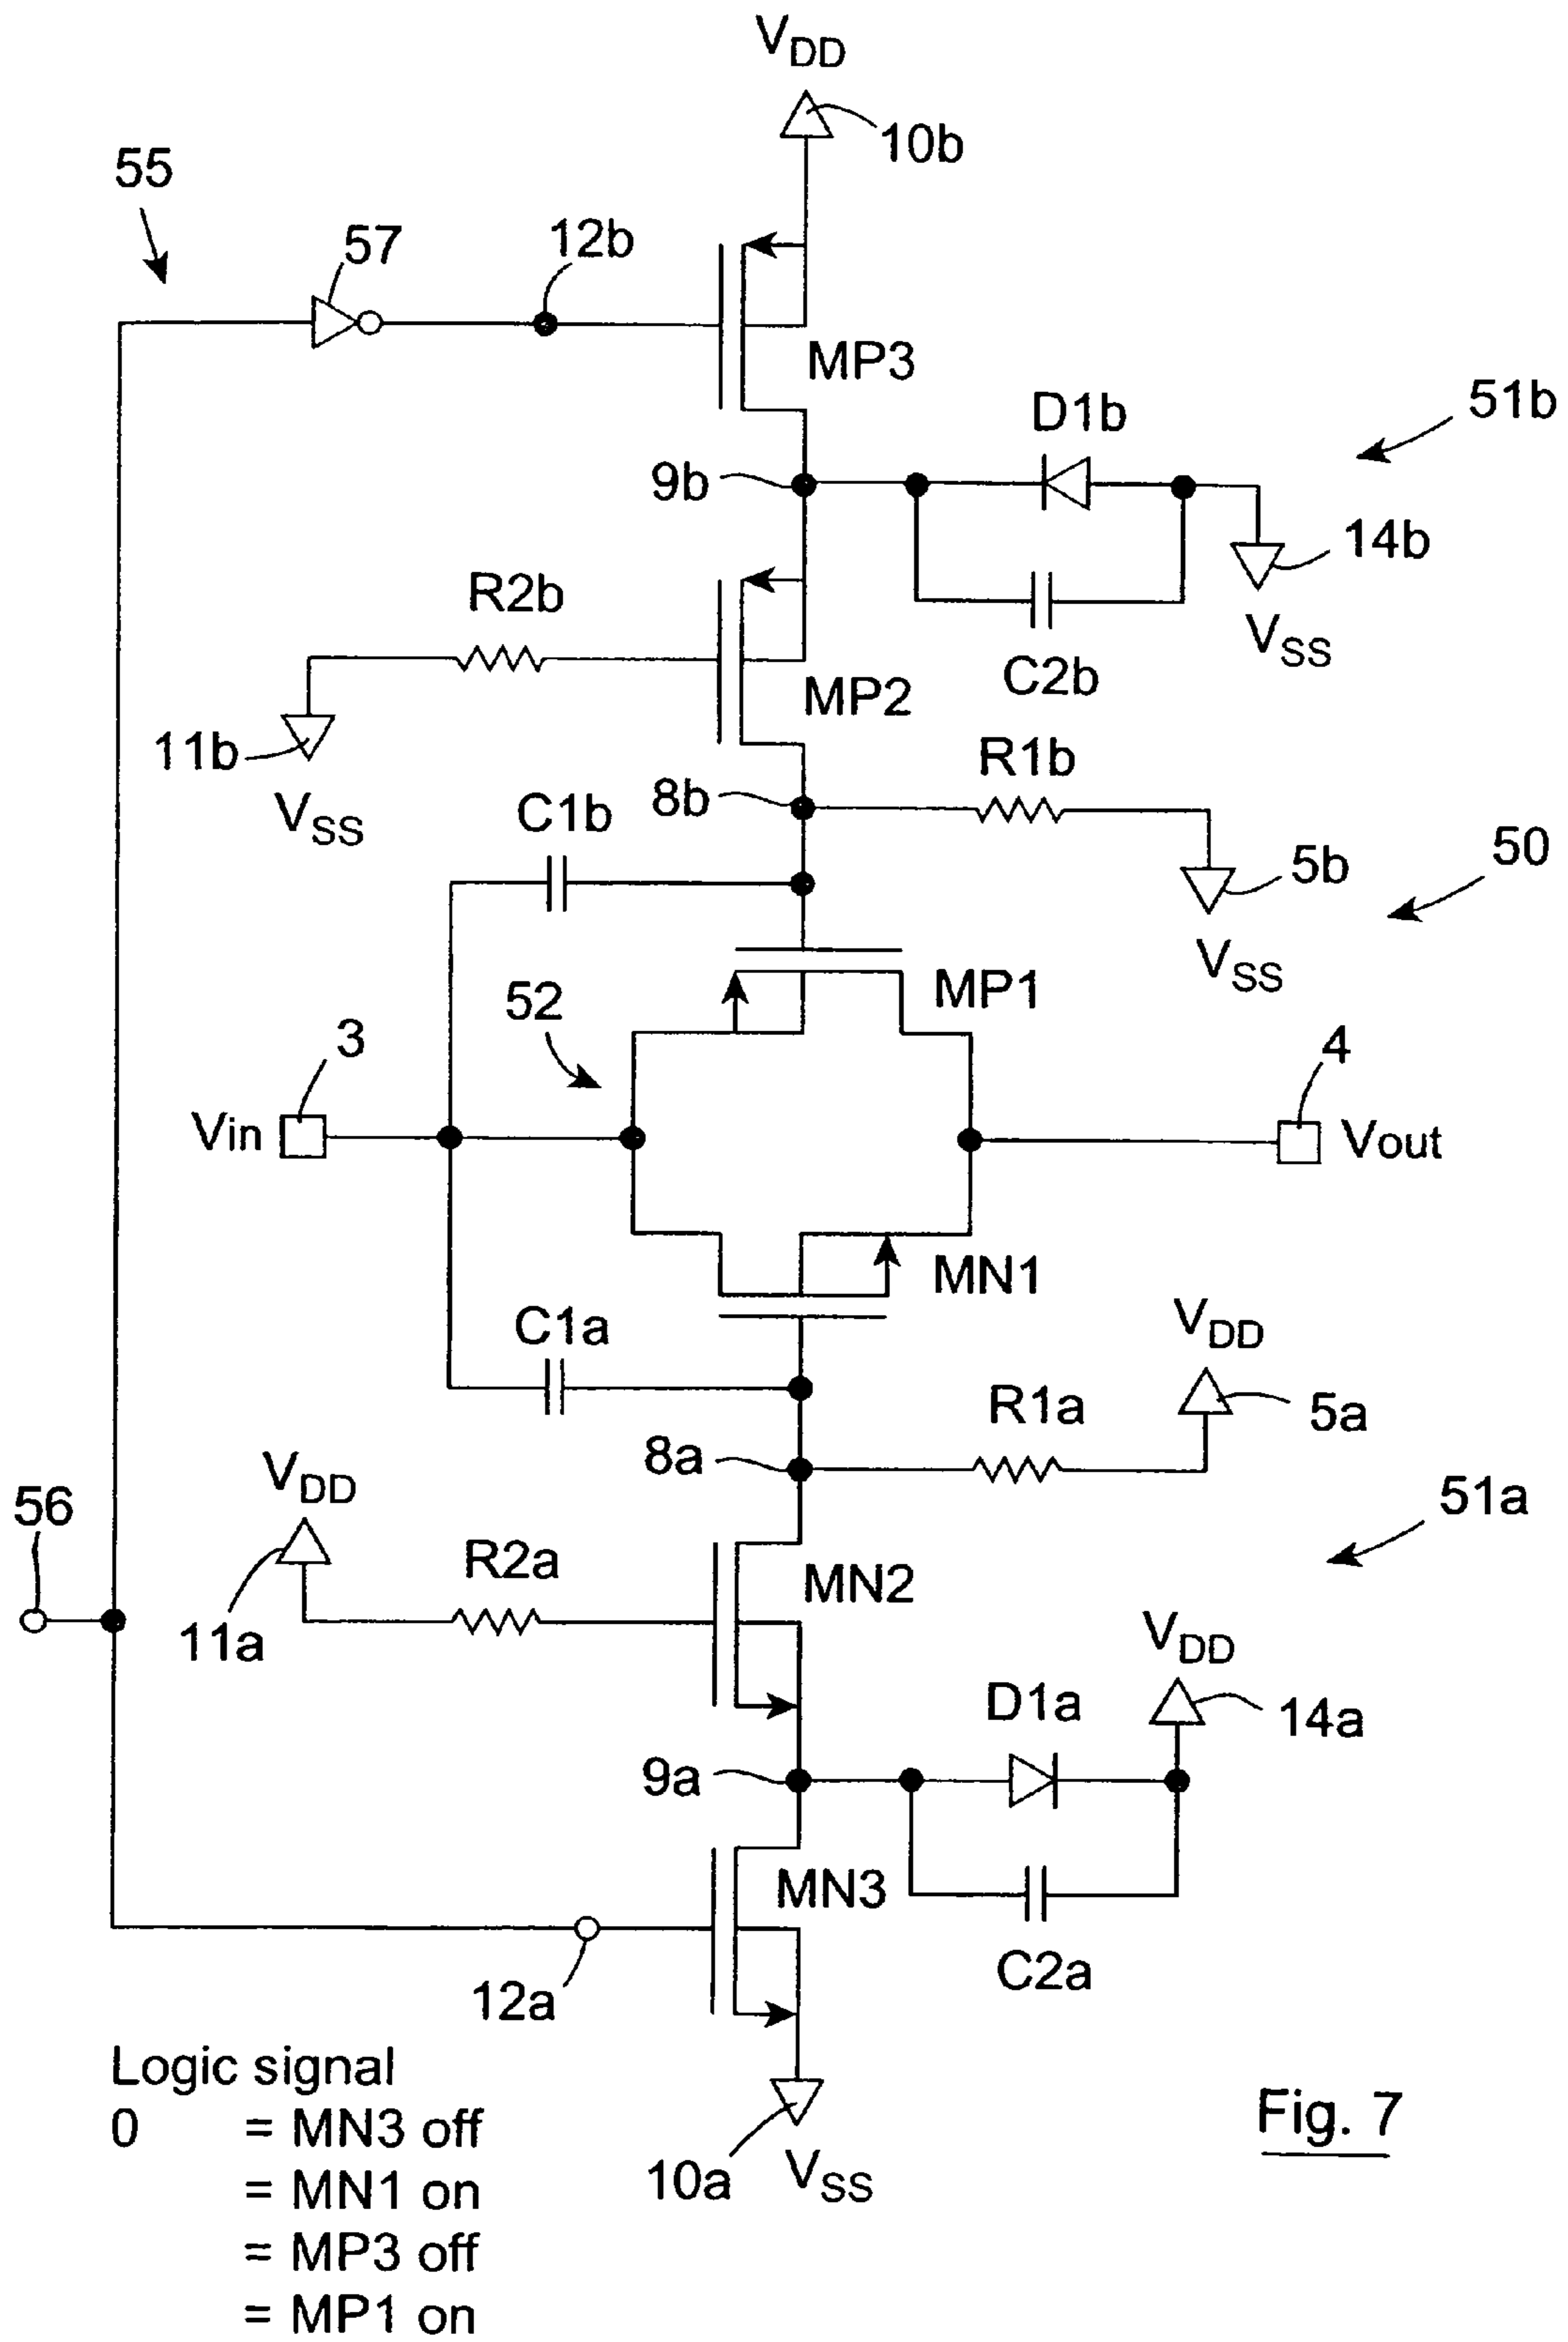 VDD
10b
55
57
12b
MP3
D1b
51b
9b
14b
R2b
VSS
C2b
MP2
11b
R1b
8b
VSS
C1b
50
5b
VSS
MP1
52
3
4
Vin
Vout
MN1
VDD
C1a
R1a
5a
8a
VDD
51a
56
R2a
MN2
VDD
11a
D1a
14a
9a
MN3
C2a
12a
Logic signal
0 = MN3 off
= MN1 on
= MP3 off
= MP1 on
10a
VSS
Fig. 7